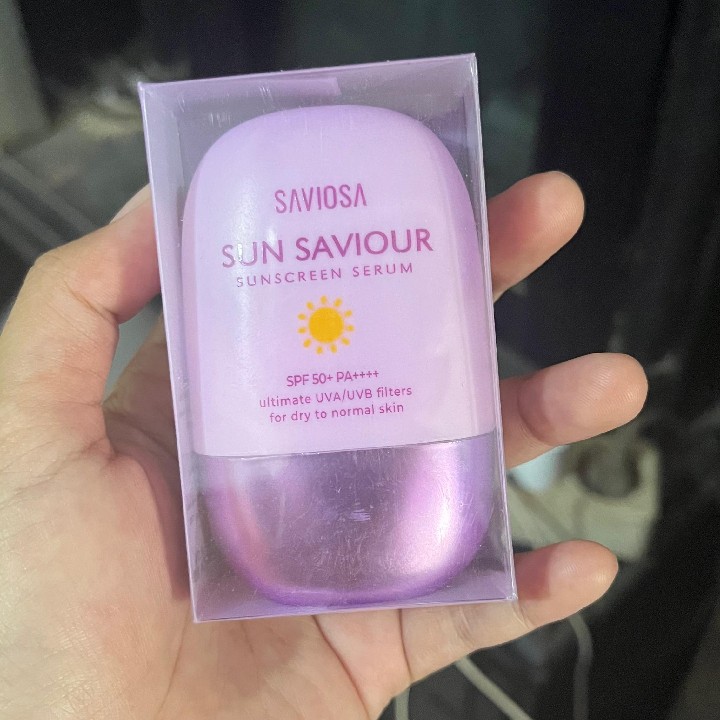 SAVIOSA
SUN SAVIOUR
SUNSCREEN SERUM
SPF 50+ PA++++
ultimate UVA/UVB filters
for dry to normal skin